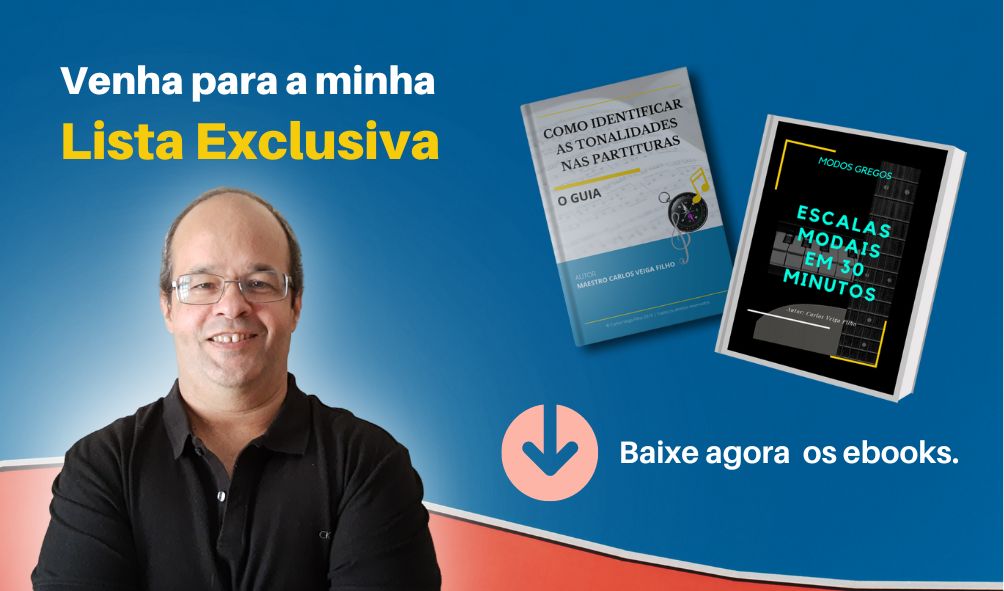 Venha para a minha
Lista Exclusiva
COMO IDENTIFICAR
AS TONALIDADES
NAS PARTITURAS
O GUIA
AUTOR
MAESTRO CARLOS VEIGA FILHO
MODOS GREGOS
ESCALAS
MODAIS
EM 30
MINUTOS
Autor: Carlos Veiga Filho
Baixe agora os ebooks.
CK